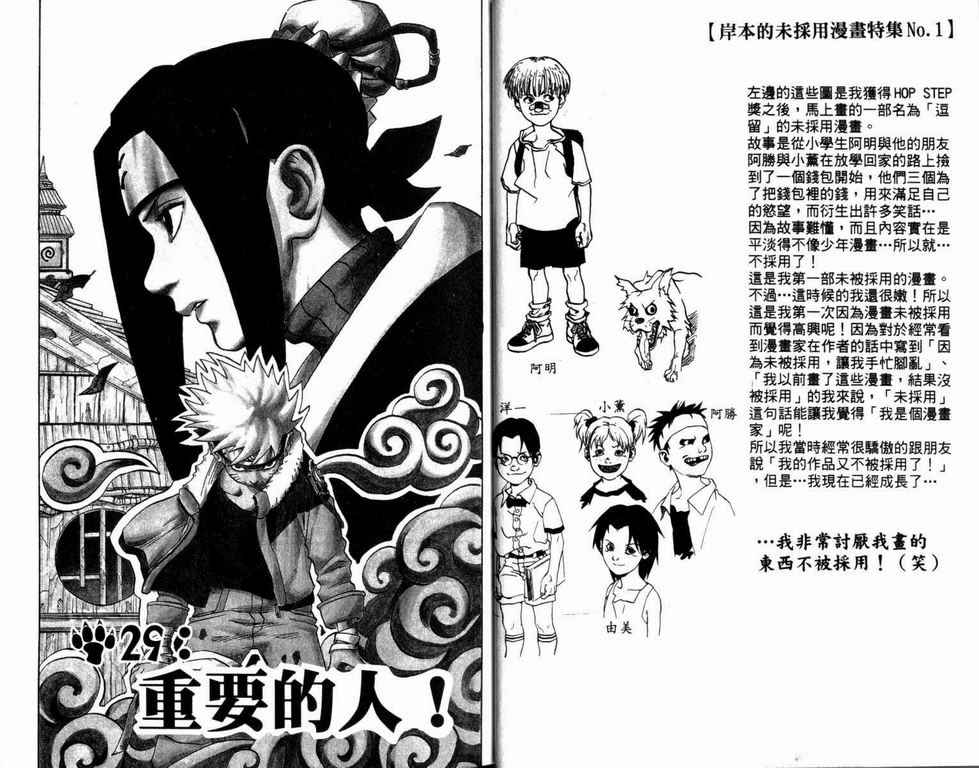 【岸本的未採用漫畫特集No.1】
左邊的這些圖是我獲得HOP STEP
獎之後，馬上畫的一部名為「逗
留」的未採用漫畫。
故事是從小學生阿明與他的朋友
阿勝與小薰在放學回家的路上撿
到了一個錢包開始，他們三個為
了把錢包裡的錢，用來滿足自己
的慾望，而衍生出許多笑話…
因為故事難懂，而且內容實在是
平淡得不像少年漫畫…所以就…
不採用了！
這是我第一部未被採用的漫畫。
不過…這時候的我還很嫩！所以
這是我第一次因為漫畫未被採用
而覺得高興呢！因為對於經常看
到漫畫家在作者的話中寫到「因
為未被採用，讓我手忙腳亂」、
「我以前畫了這些漫畫，結果沒
被採用」的我來說，「未採用」
這句話能讓我覺得「我是個漫畫
家」呢！
所以我當時經常很驕傲的跟朋友
說「我的作品又不被採用了！」
，但是…我現在已經成長了…
…我非常討厭我畫的
東西不被採用！（笑）
阿明
洋一
小薰
阿勝
由美
29：
重要的人！